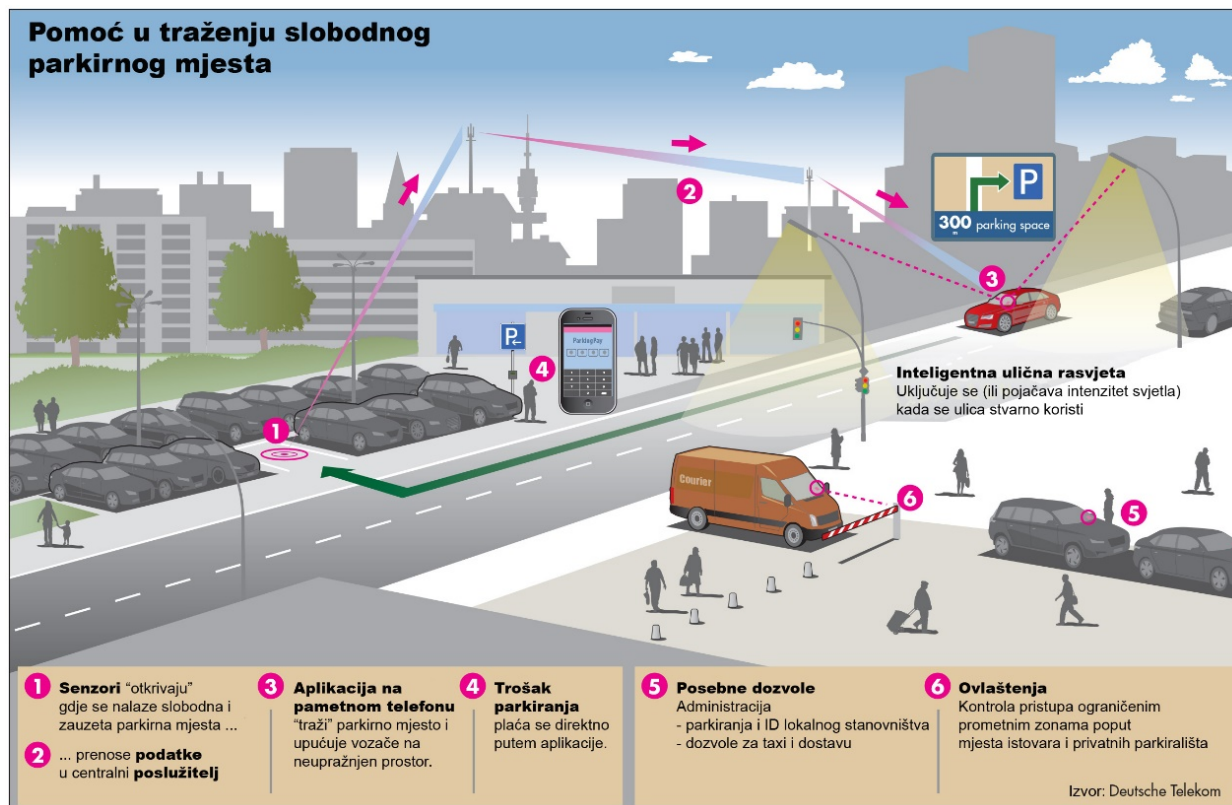 Pomoć u traženju slobodnog
parkirnog mjesta
2
P
300 parking space
m
3
P
4
ParkingPay
Inteligentna ulična rasvjeta
Uključuje se (ili pojačava intenzitet svjetla)
kada se ulica stvarno koristi
1
Courier
6
5
1 Senzori “otkrivaju”
gdje se nalaze slobodna i
zauzeta parkirna mjesta ...
2 ... prenose podatke
u centralni poslužitelj
3 Aplikacija na
pametnom telefonu
“traži” parkirno mjesto i
upućuje vozače na
neupražnjen prostor.
4 Trošak
parkiranja
plaća se direktno
putem aplikacije.
5 Posebne dozvole
Administracija
- parkiranja i ID lokalnog stanovništva
- dozvole za taxi i dostavu
6 Ovlaštenja
Kontrola pristupa ograničenim
prometnim zonama poput
mjesta istovara i privatnih parkirališta
Izvor: Deutsche Telekom